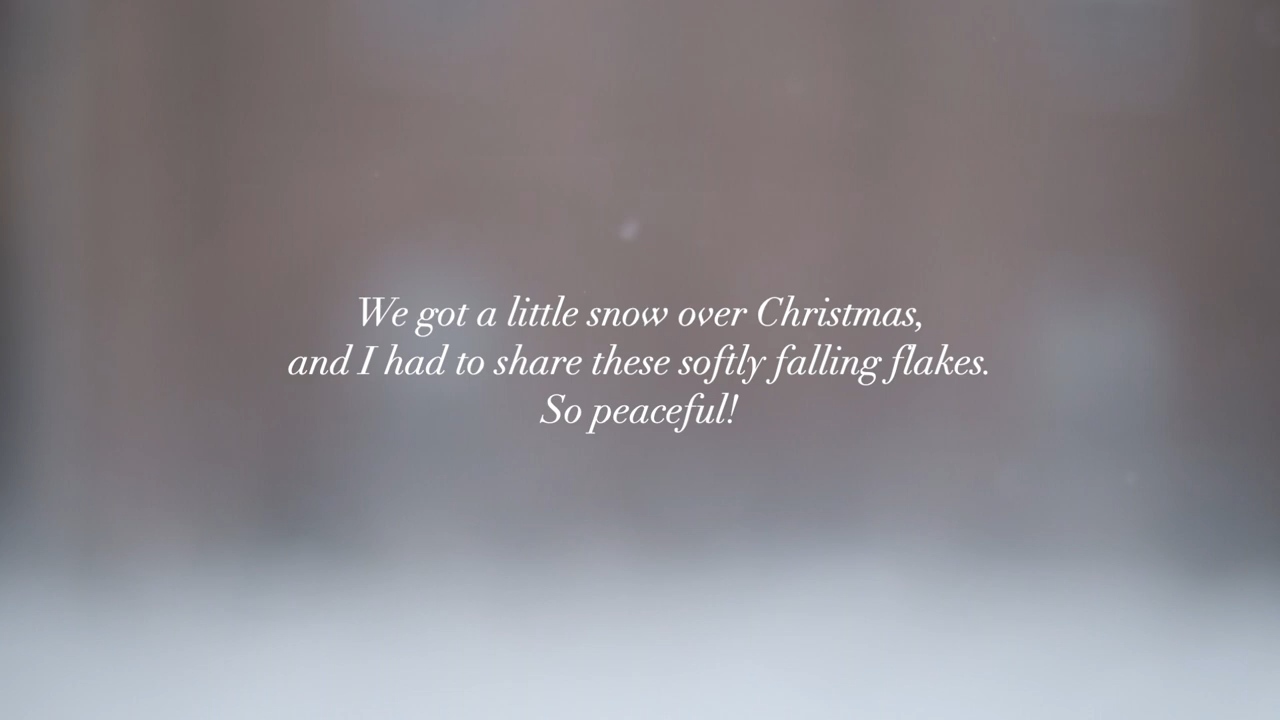 We got a little snow over Christmas,
and I had to share these softly falling flakes.
So peaceful!